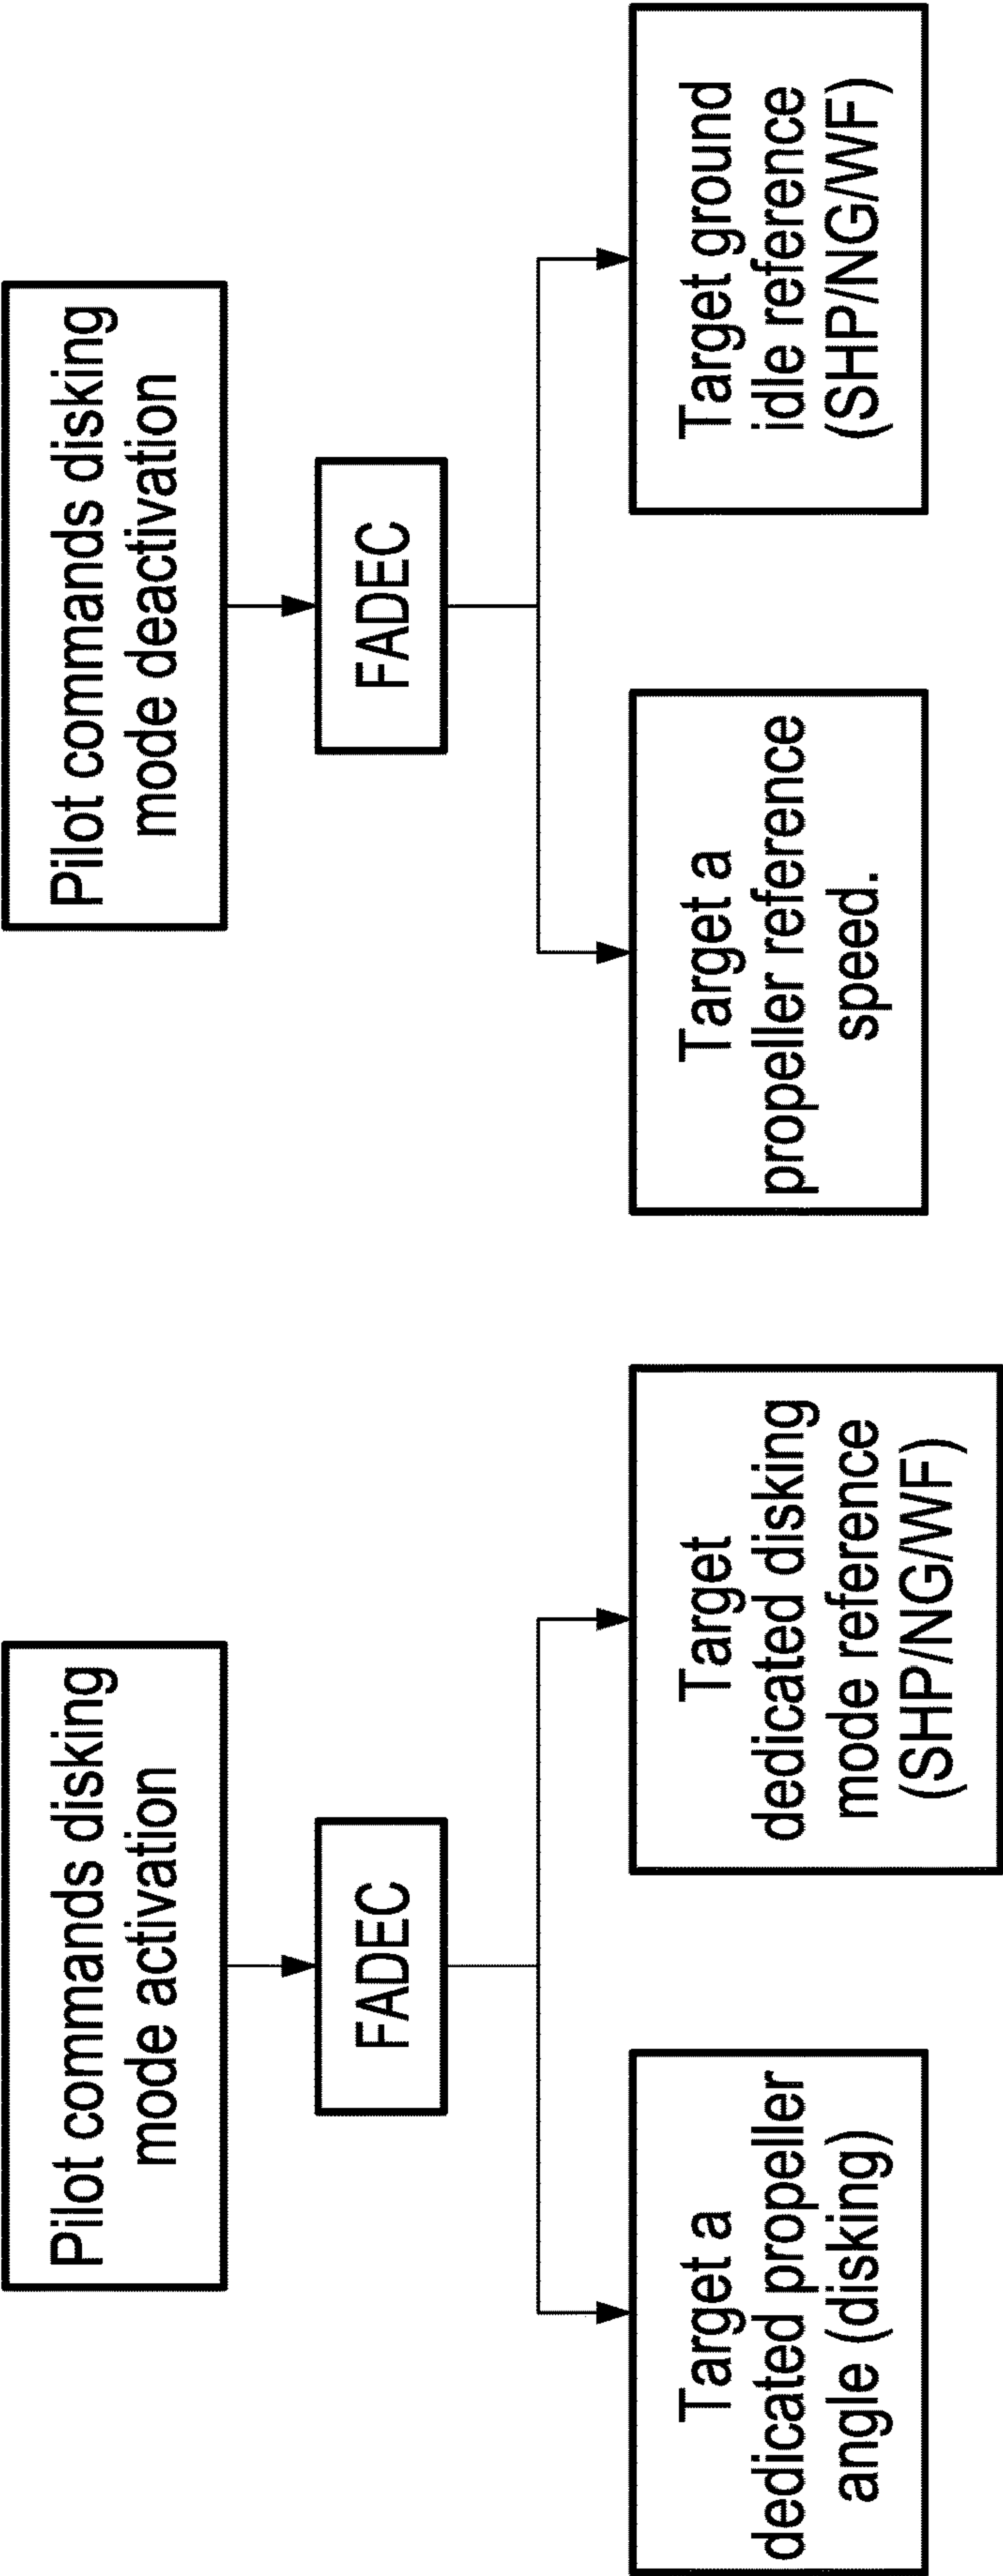 Pilot commands disking
mode activation
FADEC
Target a
dedicated propeller
angle (disking)
Target
dedicated disking
mode reference
(SHP/NG/WF)
Pilot commands disking
mode deactivation
FADEC
Target a
propeller reference
speed.
Target ground
idle reference
(SHP/NG/WF)